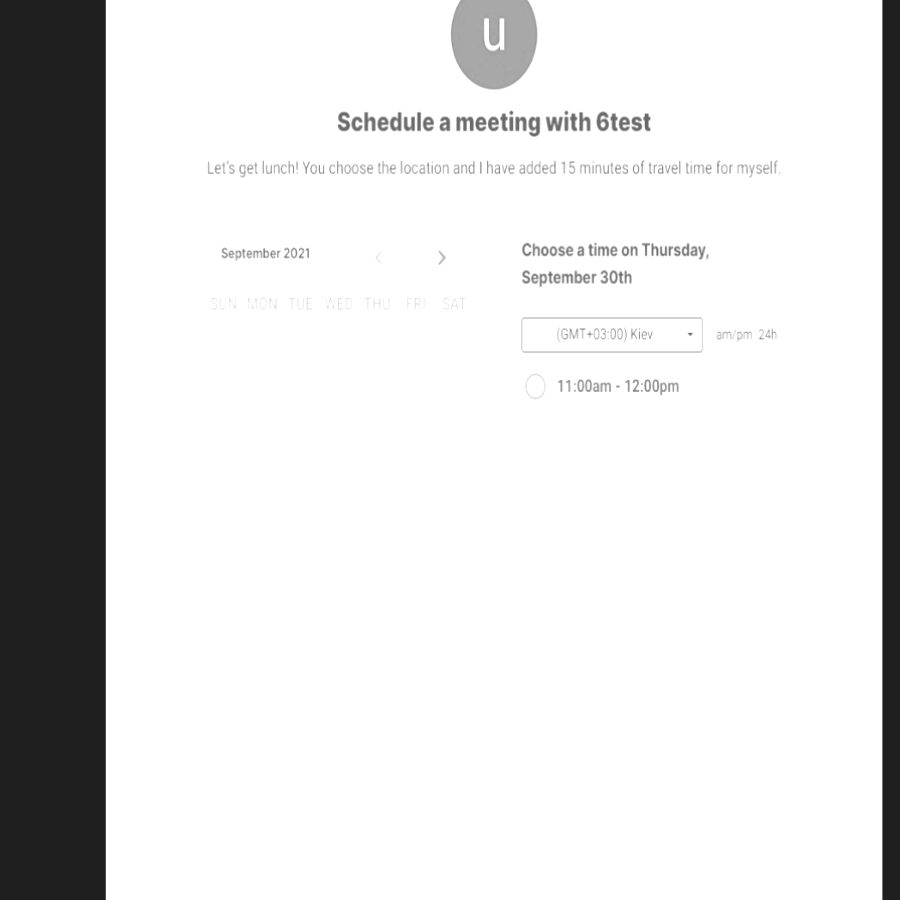 u
Schedule a meeting with 6test
Let's get lunch! You choose the location and I have added 15 minutes of travel time for myself.
September 2021
SUN MON TUE WED THU FRI SAT
Choose a time on Thursday,
September 30th
(GMT+03:00) Kiev
am/pm 24h
11:00am - 12:00pm